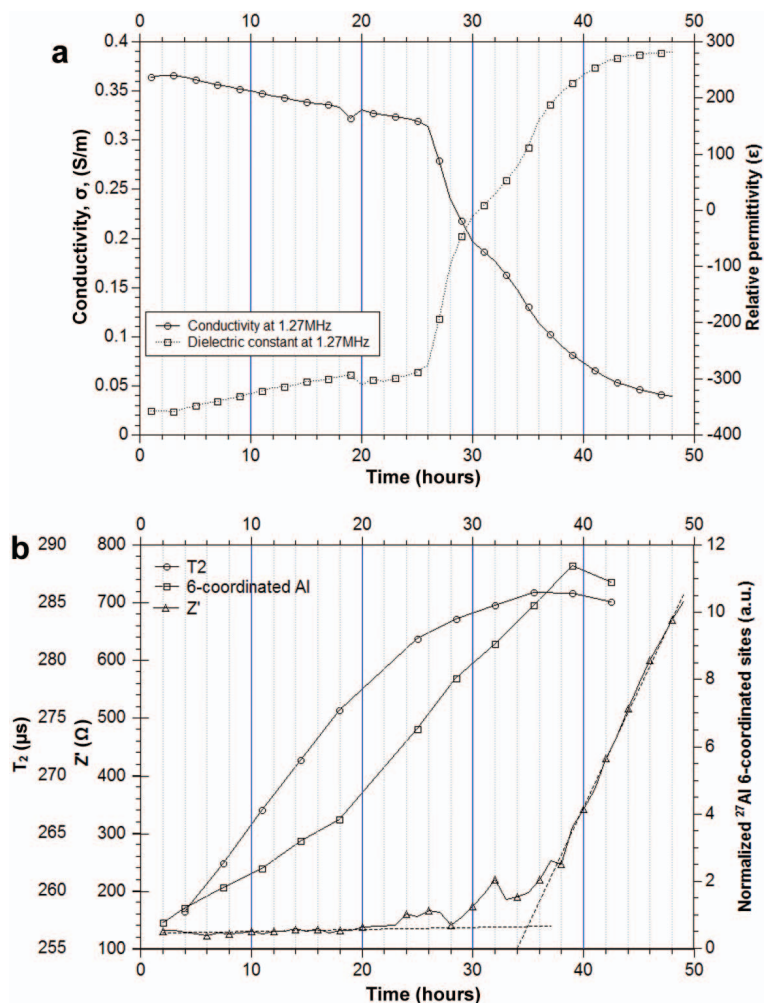 a
0 10 20 30 40 50
0.4
0.35
0.3
0.25
0.2
0.15
0.1
0.05
0
Conductivity, σ, (S/m)
300
200
100
0
-100
-200
-300
-400
Relative permittivity (ε)
Conductivity at 1.27MHz
Dielectric constant at 1.27MHz
0 10 20 30 40 50
Time (hours)
b
0 10 20 30 40 50
290
285
280
275
270
265
260
255
T₂ (µs)
800
700
600
500
400
300
200
100
Z' (Ω)
T2
6-coordinated Al
Z'
12
10
8
6
4
2
0
Normalized ²⁷Al 6-coordinated sites (a.u.)
0 10 20 30 40 50
Time (hours)